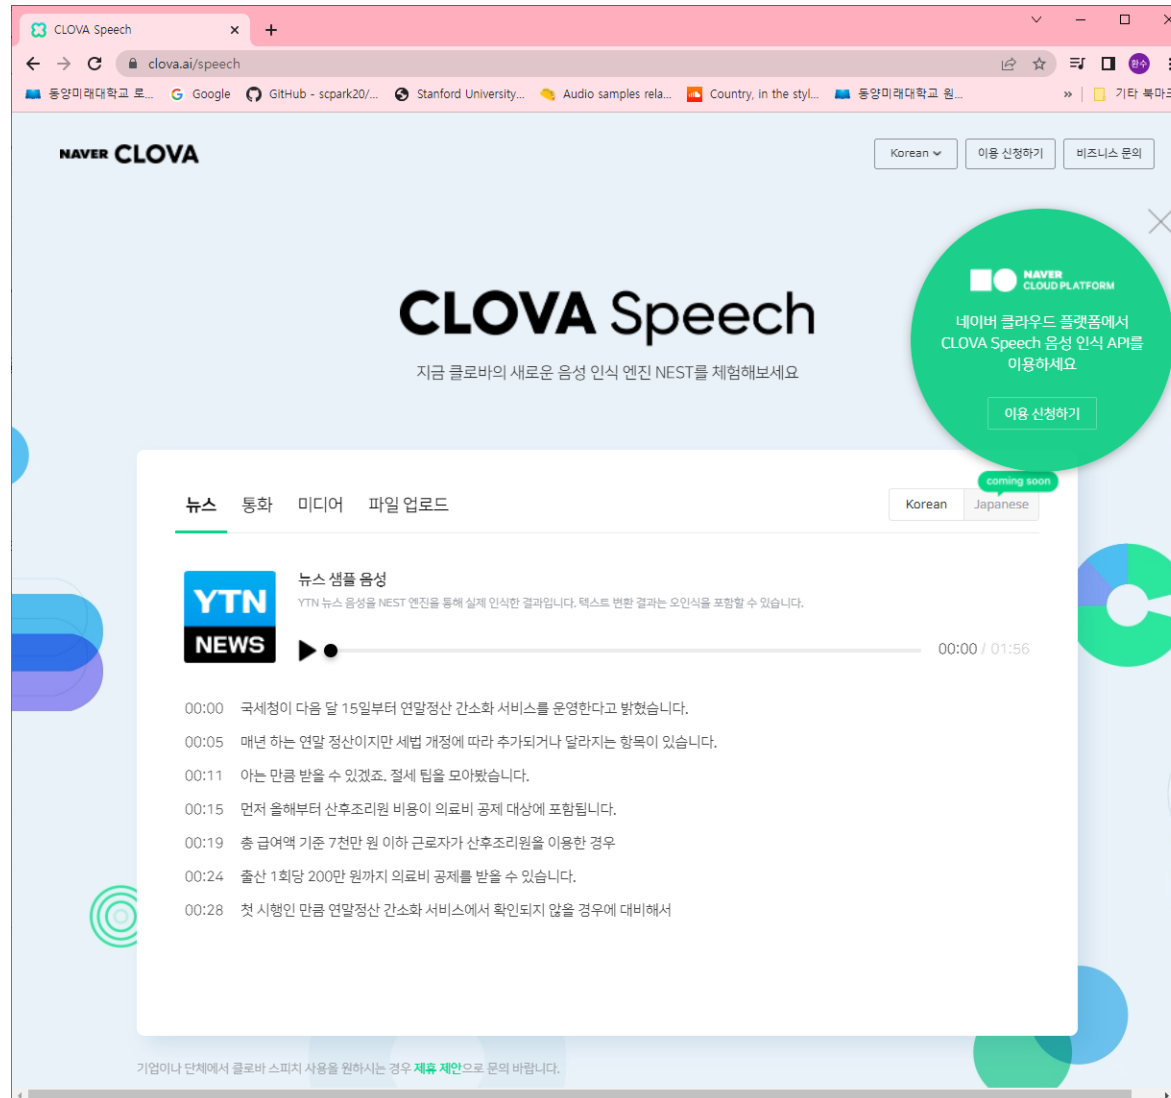 CLOVA Speech
clova.ai/speech
환수
동양미래대학교 로... Google GitHub - scpark20/... Stanford University... Audio samples rela... Country, in the styl... 동양미래대학교 원... » 기타 북마크
NAVER CLOVA
Korean 이용 신청하기 비즈니스 문의
NAVER
CLOUD PLATFORM
네이버 클라우드 플랫폼에서
CLOVA Speech 음성 인식 API를
이용하세요
이용 신청하기
CLOVA Speech
지금 클로바의 새로운 음성 인식 엔진 NEST를 체험해보세요
coming soon
뉴스 통화 미디어 파일 업로드 Korean Japanese
YTN
NEWS
뉴스 샘플 음성
YTN 뉴스 음성을 NEST 엔진을 통해 실제 인식한 결과입니다. 텍스트 변환 결과는 오인식을 포함할 수 있습니다.
00:00 / 01:56
00:00 국세청이 다음 달 15일부터 연말정산 간소화 서비스를 운영한다고 밝혔습니다.
00:05 매년 하는 연말 정산이지만 세법 개정에 따라 추가되거나 달라지는 항목이 있습니다.
00:11 아는 만큼 받을 수 있겠죠. 절세 팁을 모아봤습니다.
00:15 먼저 올해부터 산후조리원 비용이 의료비 공제 대상에 포함됩니다.
00:19 총 급여액 기준 7천만 원 이하 근로자가 산후조리원을 이용한 경우
00:24 출산 1회당 200만 원까지 의료비 공제를 받을 수 있습니다.
00:28 첫 시행인 만큼 연말정산 간소화 서비스에서 확인되지 않을 경우에 대비해서
기업이나 단체에서 클로바 스피치 사용을 원하시는 경우 제휴 제안으로 문의 바랍니다.